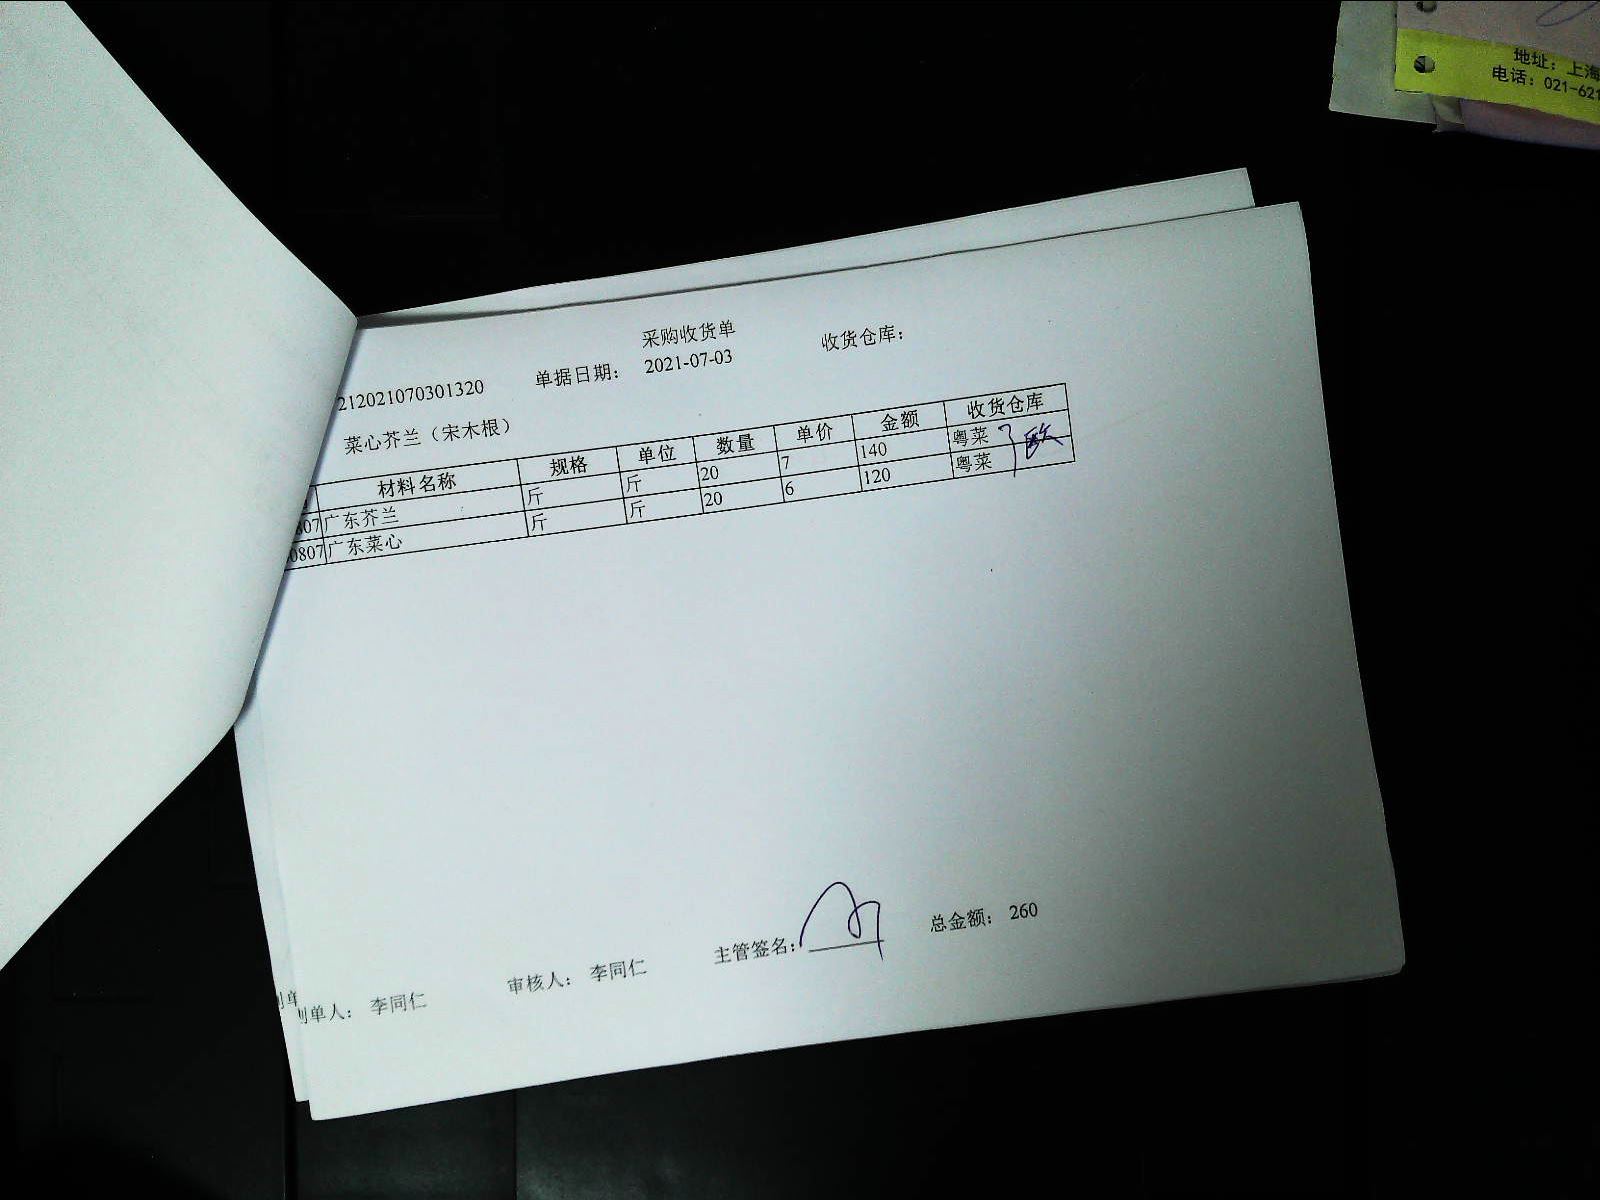 地址：上海
电话：021-621
采购收货单
212021070301320 单据日期： 2021-07-03 收货仓库：
菜心芥兰（宋木根）
材料名称 规格 单位 数量 单价 金额 收货仓库
807 广东芥兰 斤 斤 20 7 140 粤菜
0807 广东菜心 斤 斤 20 6 120 粤菜
制单人： 李同仁 审核人： 李同仁 主管签名： 总金额： 260